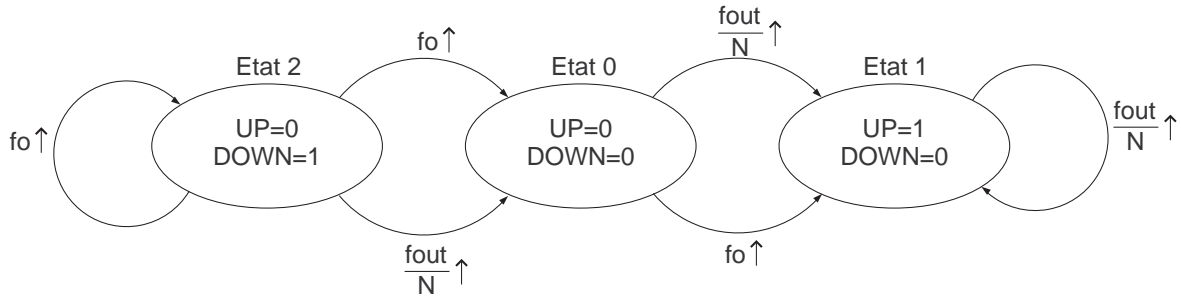 fo↑
fout
N ↑
Etat 2
Etat 0
Etat 1
fo↑
UP=0
DOWN=1
UP=0
DOWN=0
UP=1
DOWN=0
fout
N ↑
fout
N ↑
fo↑